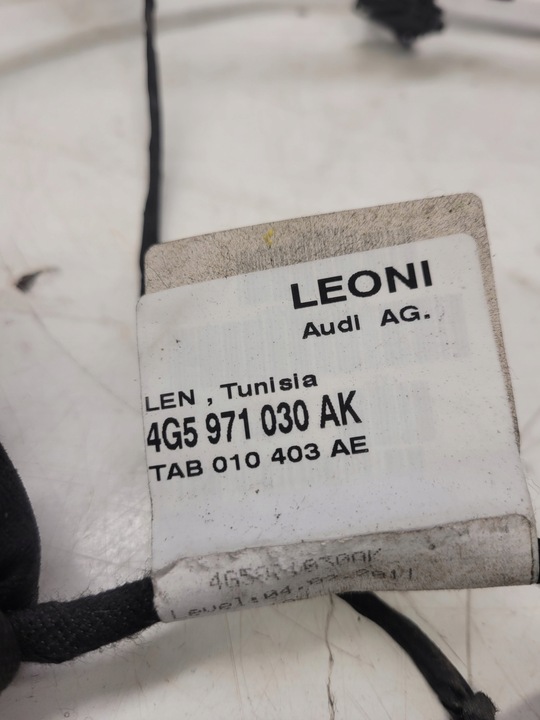 LEONI
Audi AG.
LEN , Tunisia
4G5 971 030 AK
TAB 010 403 AE